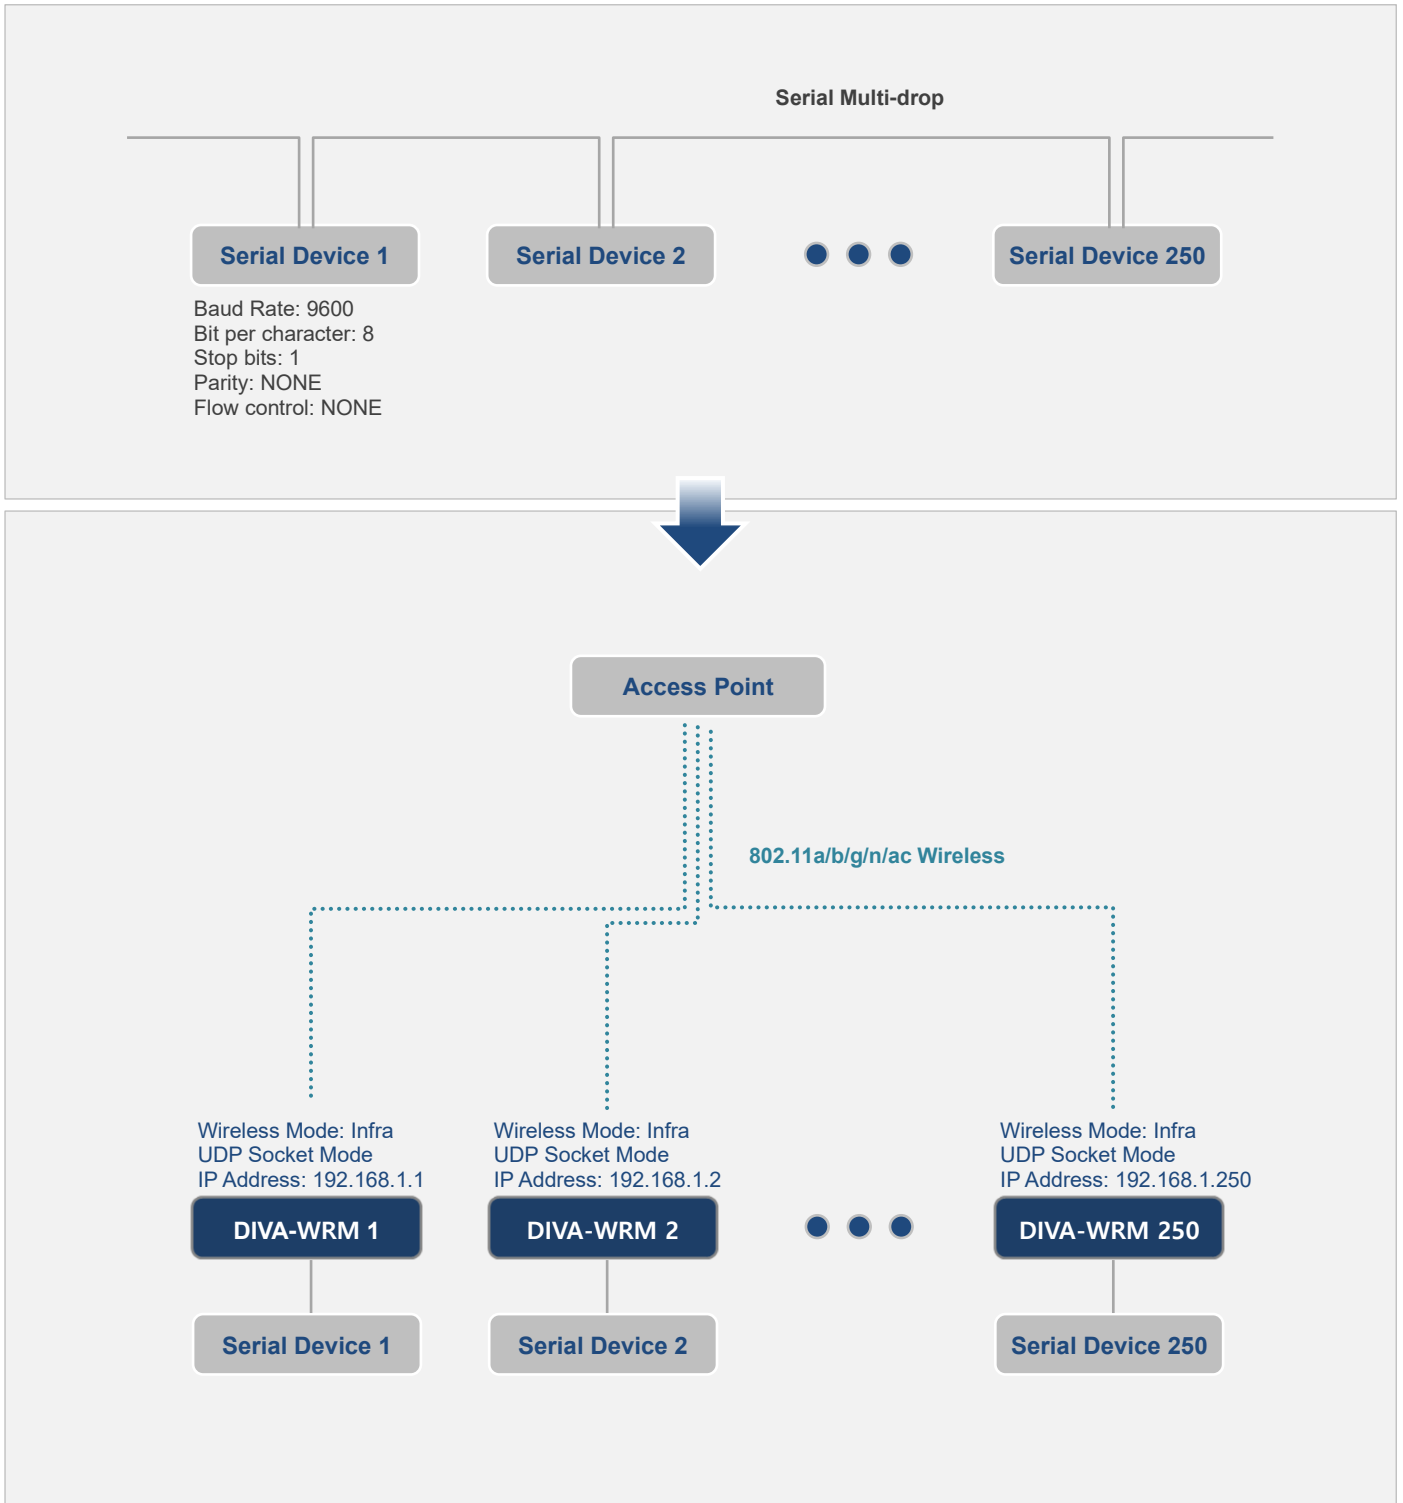 Serial Multi-drop
Serial Device 1
Serial Device 2
Serial Device 250
Baud Rate: 9600
Bit per character: 8
Stop bits: 1
Parity: NONE
Flow control: NONE
Access Point
802.11a/b/g/n/ac Wireless
Wireless Mode: Infra
UDP Socket Mode
IP Address: 192.168.1.1
Wireless Mode: Infra
UDP Socket Mode
IP Address: 192.168.1.2
Wireless Mode: Infra
UDP Socket Mode
IP Address: 192.168.1.250
DIVA-WRM 1
DIVA-WRM 2
DIVA-WRM 250
Serial Device 1
Serial Device 2
Serial Device 250